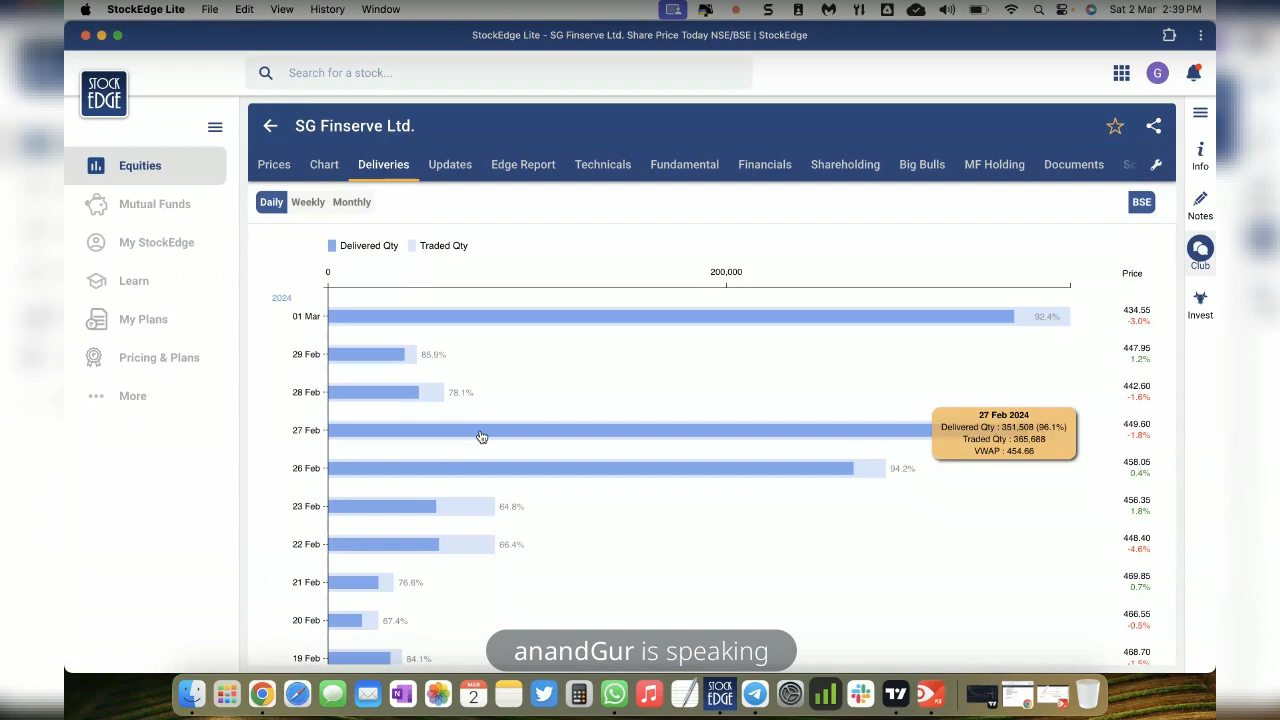 StockEdge Lite File Edit View History Window Sat 2 Mar 2:39 PM
StockEdge Lite - SG Finserve Ltd. Share Price Today NSE/BSE | StockEdge
STOCK
EDGE
Search for a stock...
G
SG Finserve Ltd.
Prices Chart Deliveries Updates Edge Report Technicals Fundamental Financials Shareholding Big Bulls MF Holding Documents Sc
Equities
Mutual Funds
My StockEdge
Learn
My Plans
Pricing & Plans
More
Info
Notes
Club
Invest
Daily Weekly Monthly BSE
Delivered Qty Traded Qty
0 200,000 Price
2024
01 Mar 92.4% 434.55
-3.0%
29 Feb 85.9% 447.95
1.2%
28 Feb 78.1% 442.60
-1.6%
27 Feb 449.60
-1.8%
27 Feb 2024
Delivered Qty : 351,508 (96.1%)
Traded Qty : 365,688
VWAP : 454.66
26 Feb 94.2% 458.05
0.4%
23 Feb 64.8% 456.35
1.8%
22 Feb 66.4% 448.40
-4.6%
21 Feb 76.6% 469.85
0.7%
20 Feb 67.4% 466.55
-0.5%
19 Feb 84.1% 468.70
-1.5%
anandGur is speaking
MAR
2
STOCK
EDGE